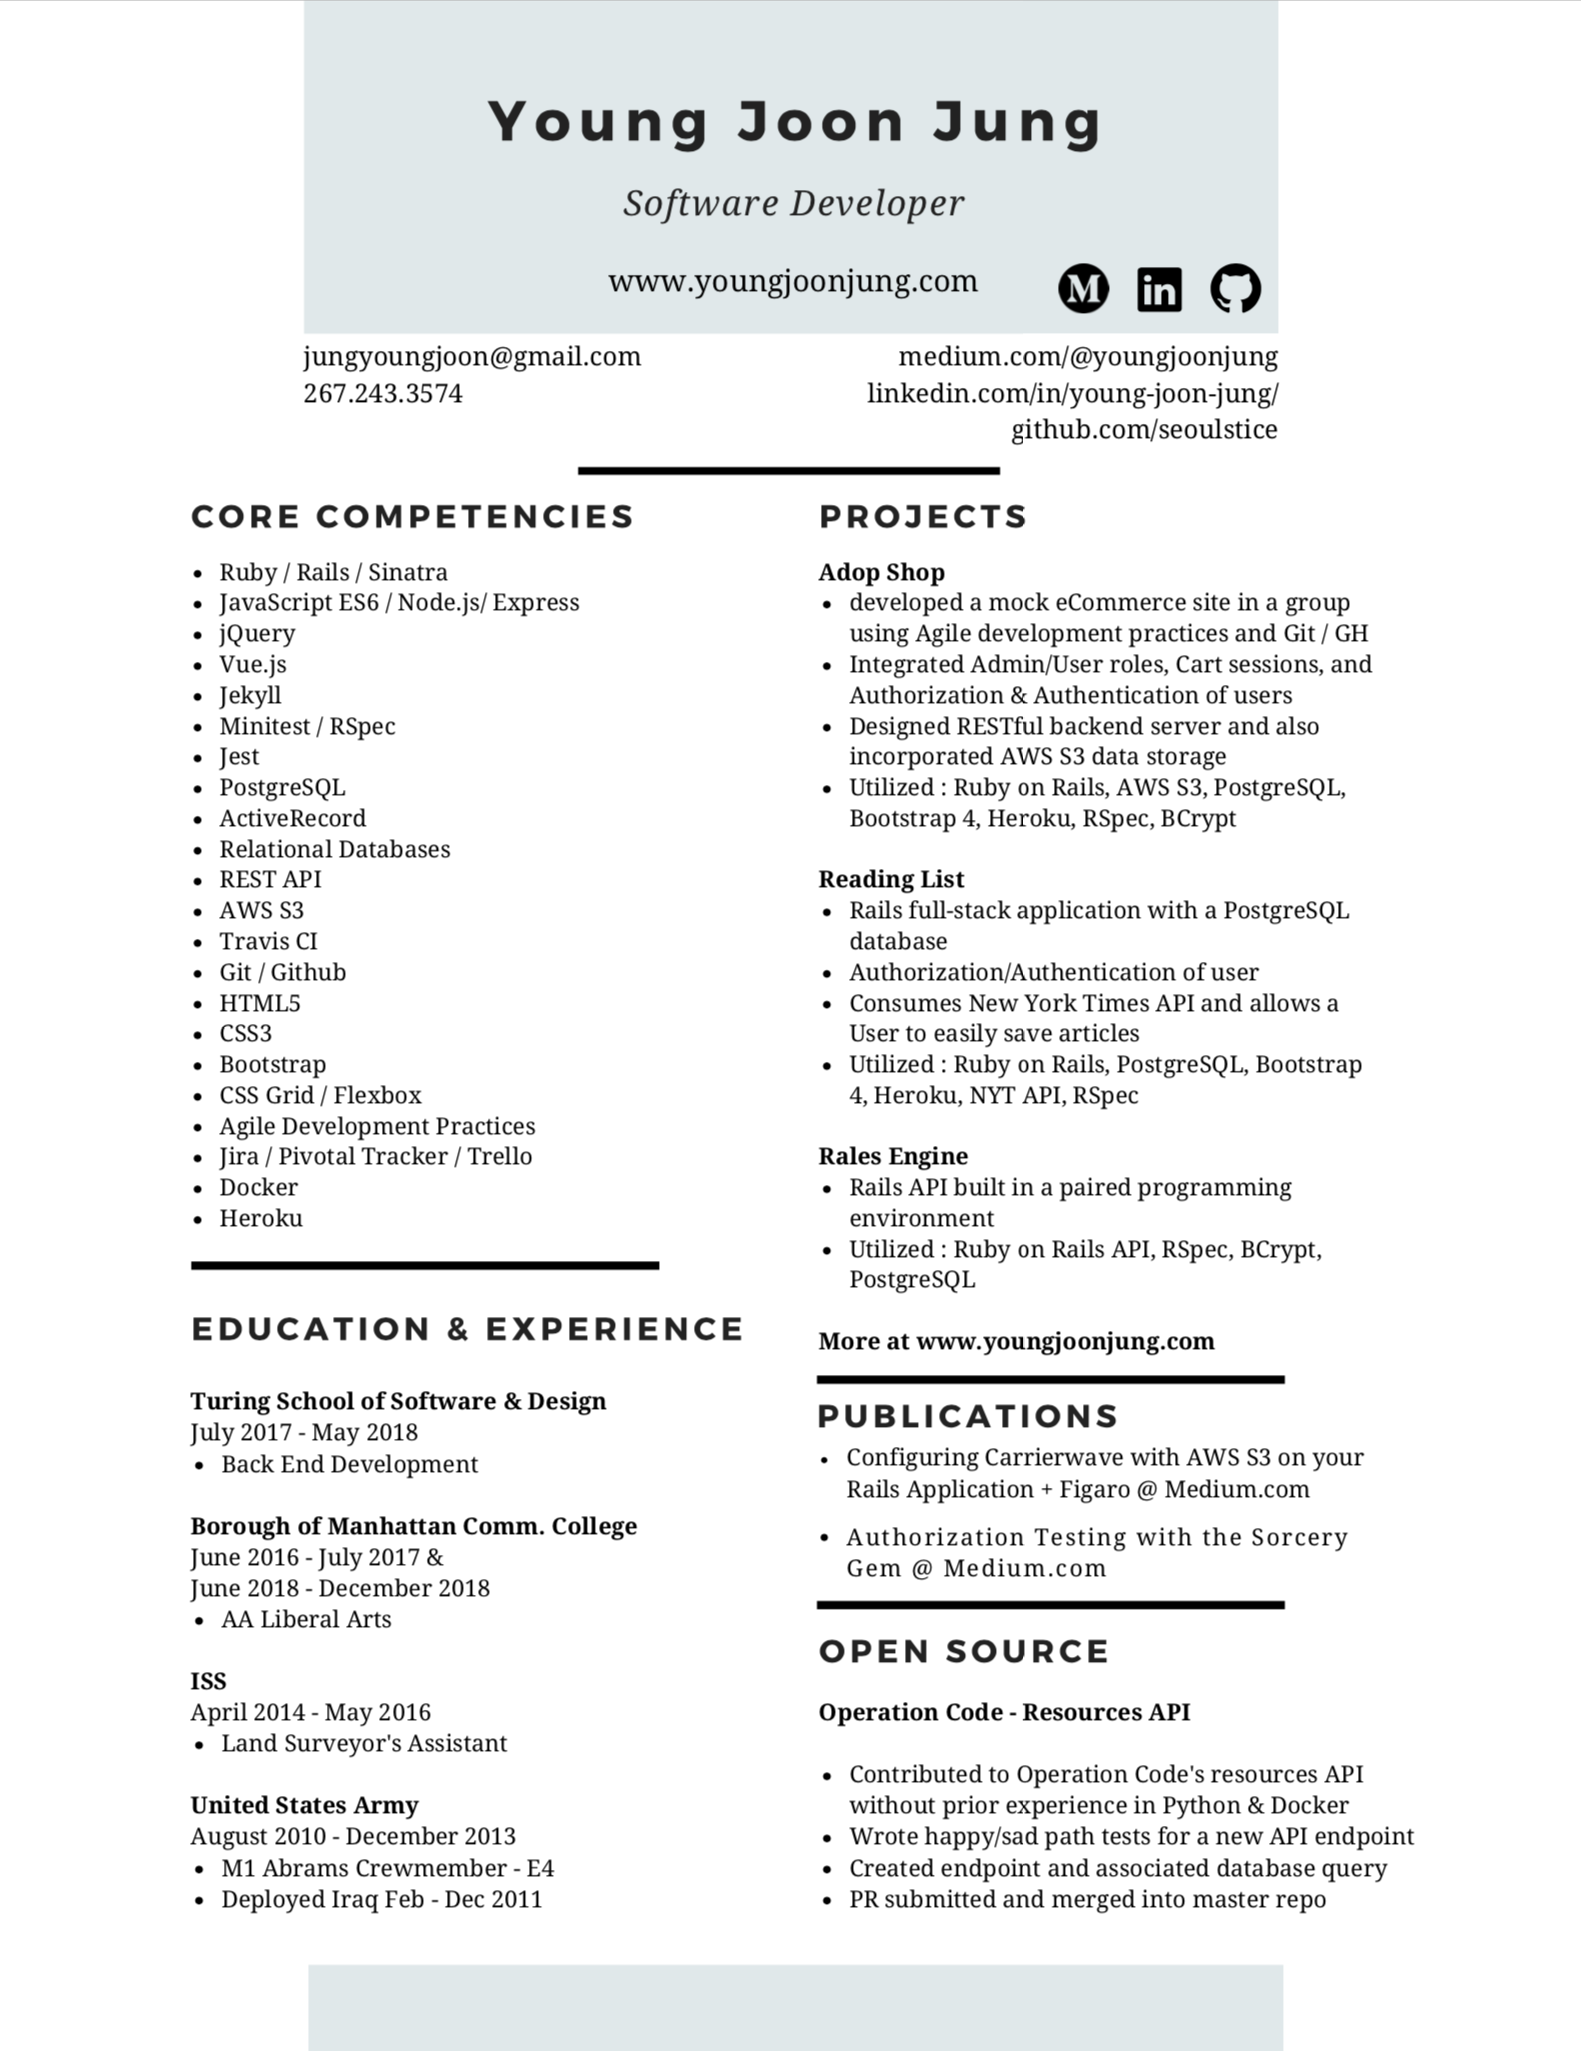 Young Joon Jung
Software Developer
www.youngjoonjung.com
jungyoungjoon@gmail.com
267.243.3574
medium.com/@youngjoonjung
linkedin.com/in/young-joon-jung/
github.com/seoulstice
CORE COMPETENCIES
• Ruby / Rails / Sinatra
• JavaScript ES6 / Node.js/ Express
• jQuery
• Vue.js
• Jekyll
• Minitest / RSpec
• Jest
• PostgreSQL
• ActiveRecord
• Relational Databases
• REST API
• AWS S3
• Travis CI
• Git / Github
• HTML5
• CSS3
• Bootstrap
• CSS Grid / Flexbox
• Agile Development Practices
• Jira / Pivotal Tracker / Trello
• Docker
• Heroku
EDUCATION & EXPERIENCE
Turing School of Software & Design
July 2017 - May 2018
• Back End Development
Borough of Manhattan Comm. College
June 2016 - July 2017 &
June 2018 - December 2018
• AA Liberal Arts
ISS
April 2014 - May 2016
• Land Surveyor's Assistant
United States Army
August 2010 - December 2013
• M1 Abrams Crewmember - E4
• Deployed Iraq Feb - Dec 2011
PROJECTS
Adop Shop
• developed a mock eCommerce site in a group
using Agile development practices and Git / GH
• Integrated Admin/User roles, Cart sessions, and
Authorization & Authentication of users
• Designed RESTful backend server and also
incorporated AWS S3 data storage
• Utilized : Ruby on Rails, AWS S3, PostgreSQL,
Bootstrap 4, Heroku, RSpec, BCrypt
Reading List
• Rails full-stack application with a PostgreSQL
database
• Authorization/Authentication of user
• Consumes New York Times API and allows a
User to easily save articles
• Utilized : Ruby on Rails, PostgreSQL, Bootstrap
4, Heroku, NYT API, RSpec
Rales Engine
• Rails API built in a paired programming
environment
• Utilized : Ruby on Rails API, RSpec, BCrypt,
PostgreSQL
More at www.youngjoonjung.com
PUBLICATIONS
• Configuring Carrierwave with AWS S3 on your
Rails Application + Figaro @ Medium.com
• Authorization Testing with the Sorcery
Gem @ Medium.com
OPEN SOURCE
Operation Code - Resources API
• Contributed to Operation Code's resources API
without prior experience in Python & Docker
• Wrote happy/sad path tests for a new API endpoint
• Created endpoint and associated database query
• PR submitted and merged into master repo